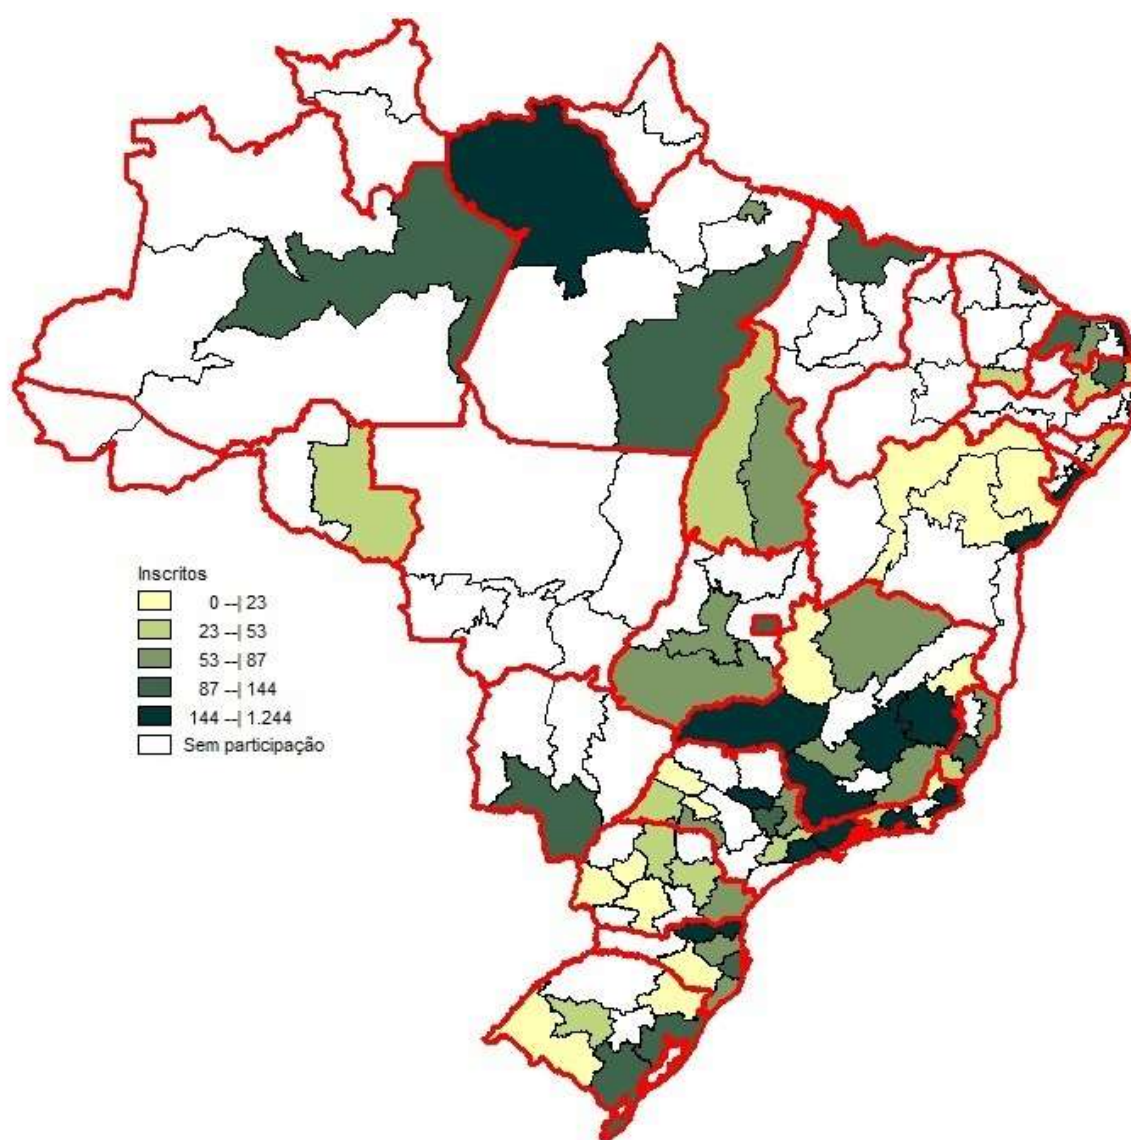 Inscritos
0 --| 23
23 --| 53
53 --| 87
87 --| 144
144 --| 1.244
Sem participação